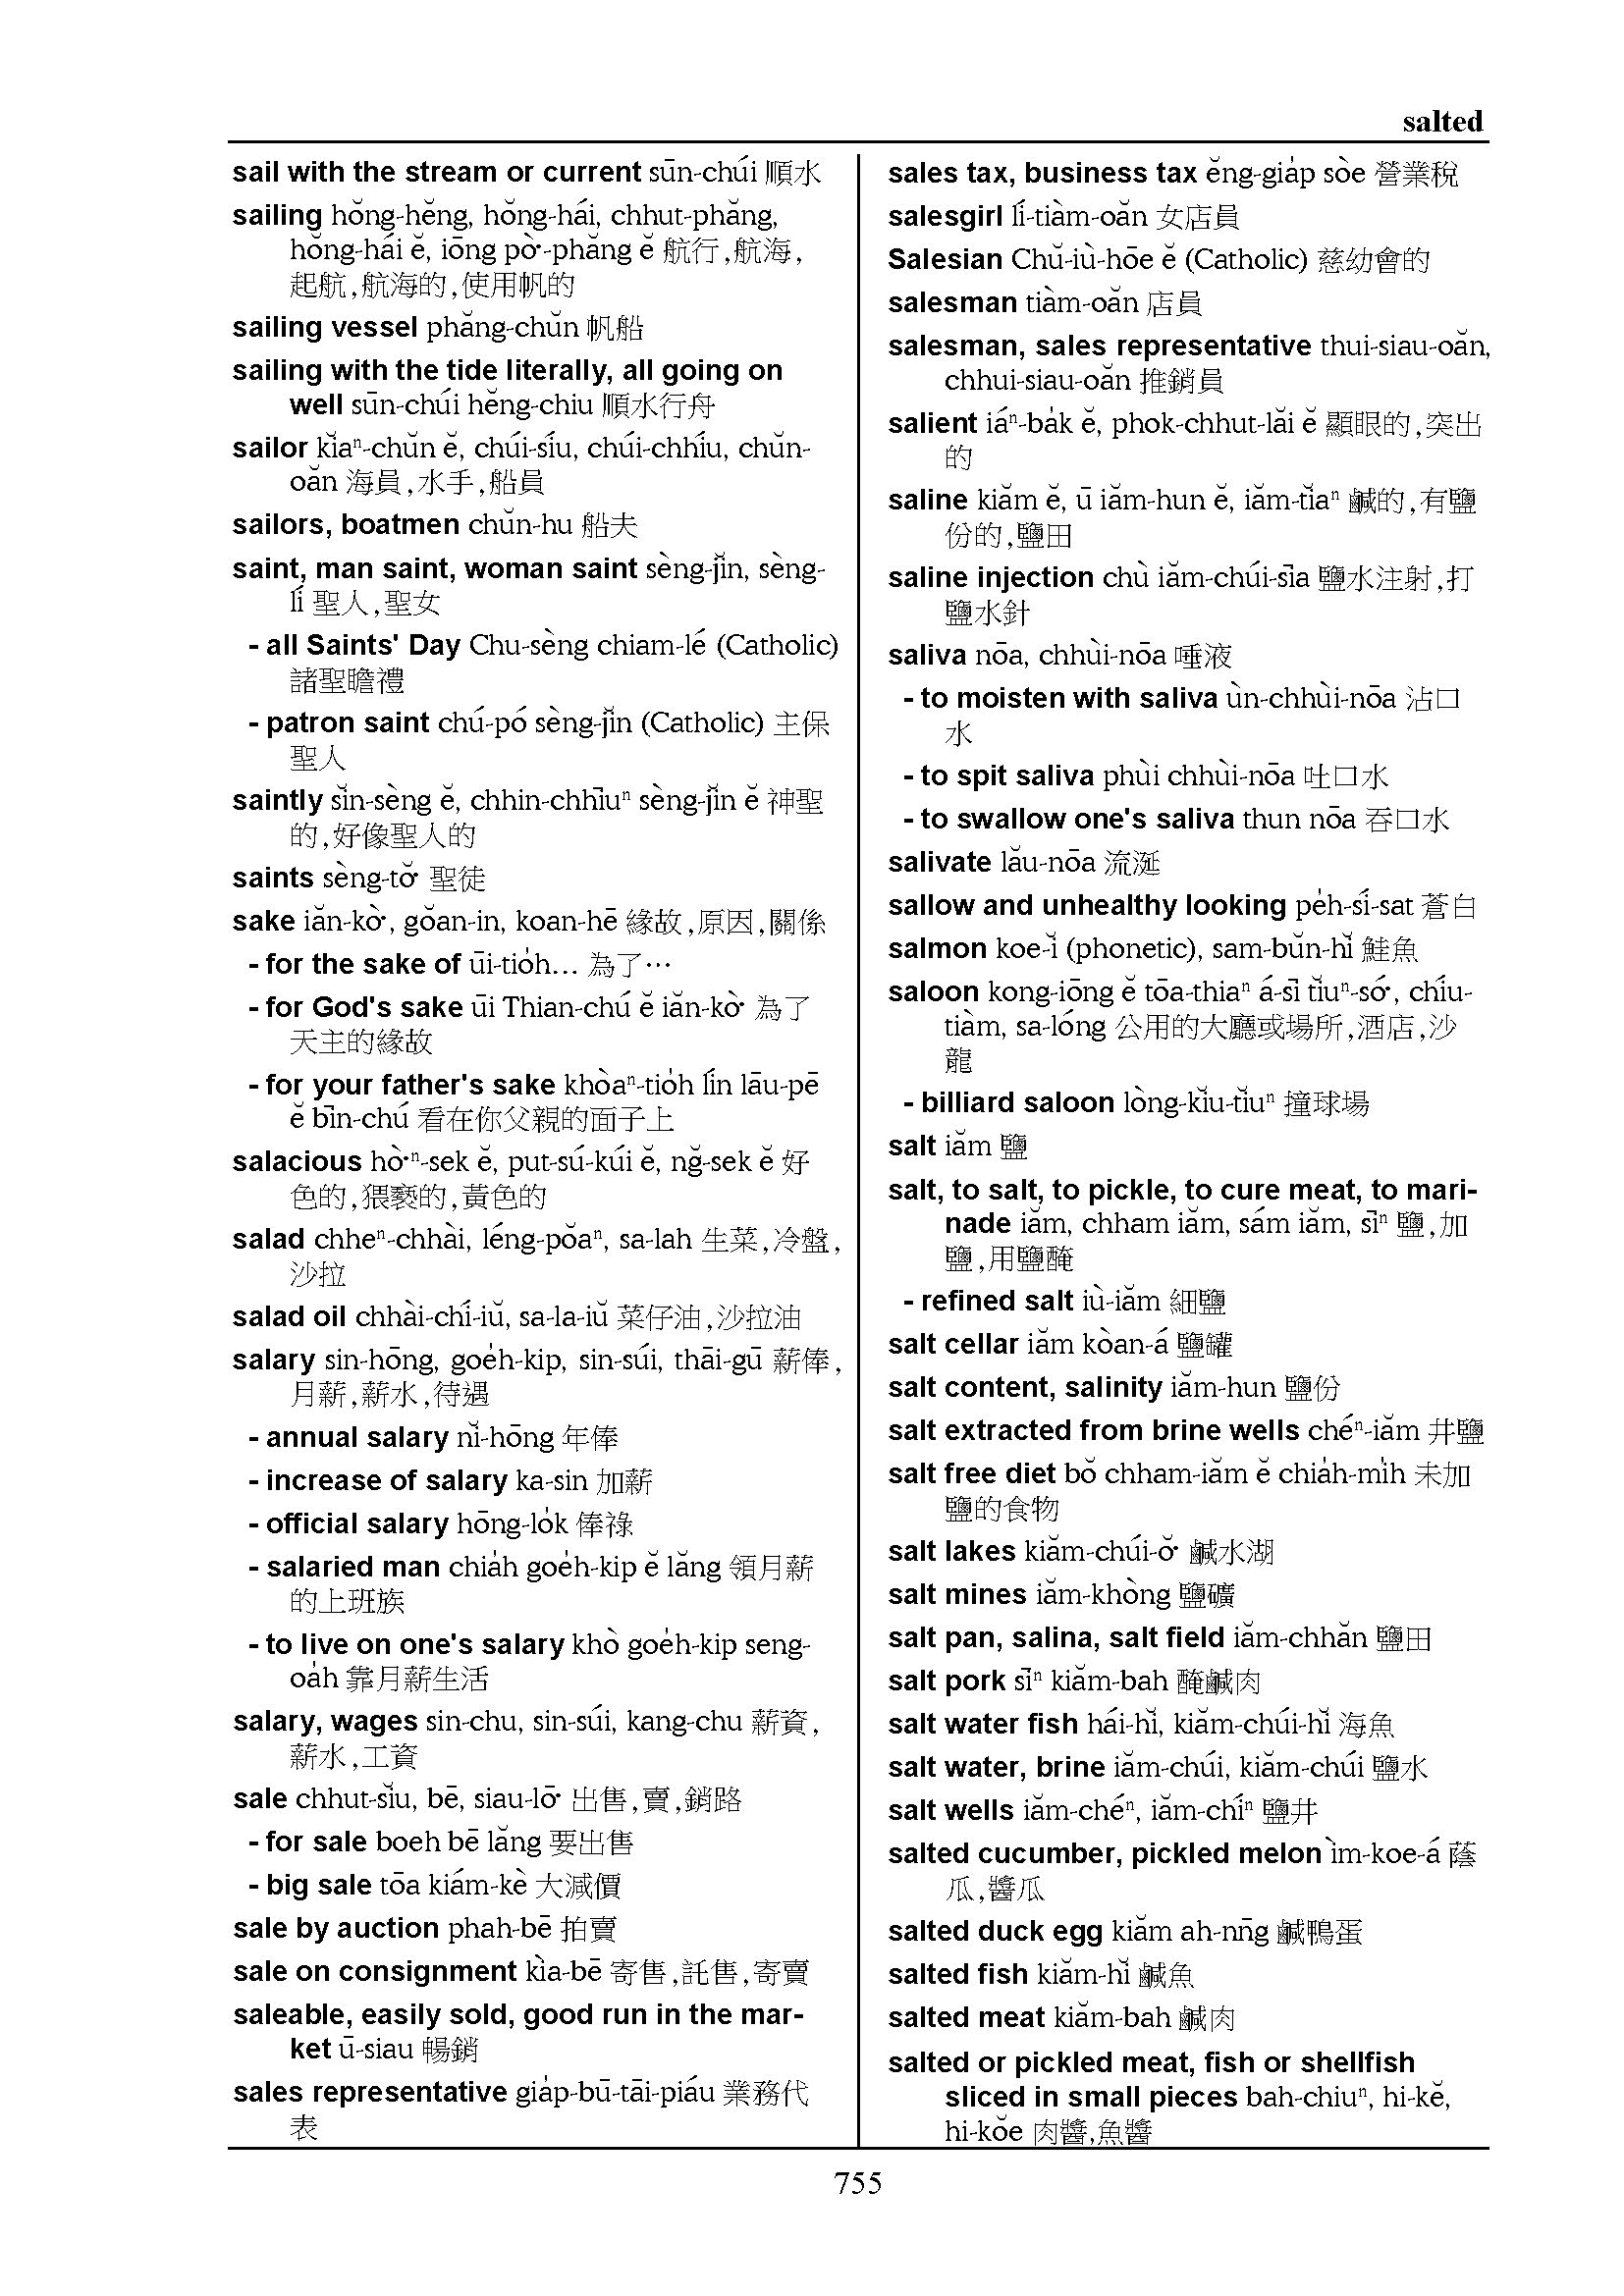 salted
sail with the stream or current sūn-chúi 順水
sailing hŏng-hĕng, hŏng-hái, chhut-phăng,
hŏng-hái ĕ, iōng pò͘-phăng ĕ 航行,航海,
起航,航海的,使用帆的
sailing vessel phăng-chŭn 帆船
sailing with the tide literally, all going on
well sūn-chúi hĕng-chiu 順水行舟
sailor kĭaⁿ-chŭn ĕ, chúi-síu, chúi-chhíu, chŭn-
oăn 海員,水手,船員
sailors, boatmen chŭn-hu 船夫
saint, man saint, woman saint sèng-jĭn, sèng-
lí 聖人,聖女
- all Saints' Day Chu-sèng chiam-lé (Catholic)
諸聖瞻禮
- patron saint chú-pó sèng-jĭn (Catholic) 主保
聖人
saintly sĭn-sèng ĕ, chhin-chhīuⁿ sèng-jĭn ĕ 神聖
的,好像聖人的
saints sèng-tŏ͘ 聖徒
sake iăn-kò͘, gŏan-in, koan-hē 緣故,原因,關係
- for the sake of ūi-tio̍h... 為了…
- for God's sake ūi Thian-chú ĕ iăn-kò͘ 為了
天主的緣故
- for your father's sake khòaⁿ-tio̍h lín lāu-pē
ĕ bīn-chú 看在你父親的面子上
salacious hò͘ⁿ-sek ĕ, put-sú-kúi ĕ, nğ-sek ĕ 好
色的,猥褻的,黃色的
salad chheⁿ-chhài, léng-pŏaⁿ, sa-lah 生菜,冷盤,
沙拉
salad oil chhài-chí-iŭ, sa-la-iŭ 菜仔油,沙拉油
salary sin-hōng, goe̍h-kip, sin-súi, thāi-gū 薪俸,
月薪,薪水,待遇
- annual salary nĭ-hōng 年俸
- increase of salary ka-sin 加薪
- official salary hōng-lo̍k 俸祿
- salaried man chia̍h goe̍h-kip ĕ lăng 領月薪
的上班族
- to live on one's salary khò goe̍h-kip seng-
oa̍h 靠月薪生活
salary, wages sin-chu, sin-súi, kang-chu 薪資,
薪水,工資
sale chhut-sĭu, bē, siau-lō͘ 出售,賣,銷路
- for sale boeh bē lăng 要出售
- big sale tōa kiám-kè 大減價
sale by auction phah-bē 拍賣
sale on consignment kìa-bē 寄售,託售,寄賣
saleable, easily sold, good run in the mar-
ket ū-siau 暢銷
sales representative gia̍p-bū-tāi-piáu 業務代
表
sales tax, business tax ĕng-gia̍p sòe 營業稅
salesgirl lí-tiàm-oăn 女店員
Salesian Chŭ-iù-hōe ĕ (Catholic) 慈幼會的
salesman tiàm-oăn 店員
salesman, sales representative thui-siau-oăn,
chhui-siau-oăn 推銷員
salient iáⁿ-ba̍k ĕ, phok-chhut-lăi ĕ 顯眼的,突出
的
saline kiăm ĕ, ū iăm-hun ĕ, iăm-tĭaⁿ 鹹的,有鹽
份的,鹽田
saline injection chù iăm-chúi-sīa 鹽水注射,打
鹽水針
saliva nōa, chhùi-nōa 唾液
- to moisten with saliva ùn-chhùi-nōa 沾口
水
- to spit saliva phùi chhùi-nōa 吐口水
- to swallow one's saliva thun nōa 吞口水
salivate lău-nōa 流涎
sallow and unhealthy looking pe̍h-sí-sat 蒼白
salmon koe-ĭ (phonetic), sam-bŭn-hĭ 鮭魚
saloon kong-iōng ĕ tōa-thiaⁿ á-sī tĭuⁿ-só͘, chíu-
tiàm, sa-lóng 公用的大廳或場所,酒店,沙
龍
- billiard saloon lòng-kĭu-tĭuⁿ 撞球場
salt iăm 鹽
salt, to salt, to pickle, to cure meat, to mari-
nade iăm, chham iăm, sám iăm, sīⁿ 鹽,加
鹽,用鹽醃
- refined salt iù-iăm 細鹽
salt cellar iăm kòan-á 鹽罐
salt content, salinity iăm-hun 鹽份
salt extracted from brine wells chéⁿ-iăm 井鹽
salt free diet bŏ chham-iăm ĕ chia̍h-mi̍h 未加
鹽的食物
salt lakes kiăm-chúi-ŏ͘ 鹹水湖
salt mines iăm-khòng 鹽礦
salt pan, salina, salt field iăm-chhăn 鹽田
salt pork sīⁿ kiăm-bah 醃鹹肉
salt water fish hái-hĭ, kiăm-chúi-hĭ 海魚
salt water, brine iăm-chúi, kiăm-chúi 鹽水
salt wells iăm-chéⁿ, iăm-chíⁿ 鹽井
salted cucumber, pickled melon ìm-koe-á 蔭
瓜,醬瓜
salted duck egg kiăm ah-nn̄g 鹹鴨蛋
salted fish kiăm-hĭ 鹹魚
salted meat kiăm-bah 鹹肉
salted or pickled meat, fish or shellfish
sliced in small pieces bah-chiuⁿ, hi-kĕ,
hi-kŏe 肉醬,魚醬
755